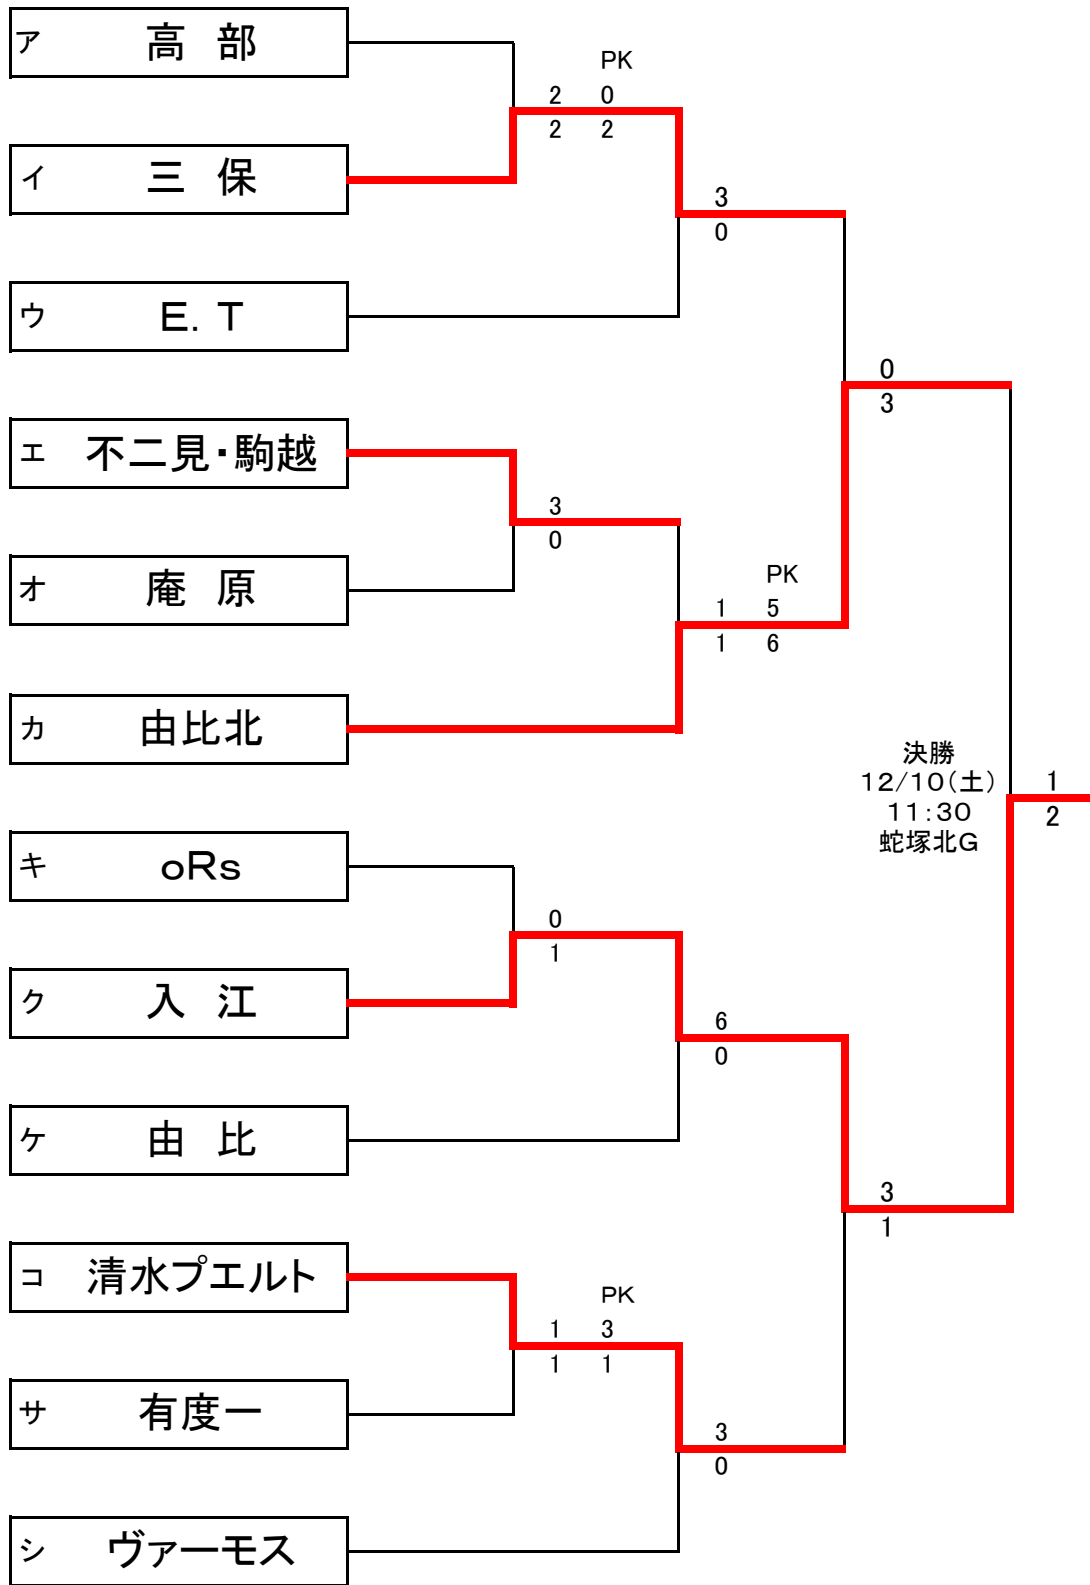 ア 高 部
PK
2 0
2 2
イ 三 保
3
0
ウ E. T
0
3
エ 不二見・駒越
3
0
オ 庵 原
PK
1 5
1 6
カ 由比北
決勝
12/10(土)
11:30
蛇塚北G
1
2
キ oRs
0
1
ク 入 江
6
0
ケ 由 比
3
1
コ 清水プエルト
PK
1 3
1 1
サ 有度一
3
0
シ ヴァーモス